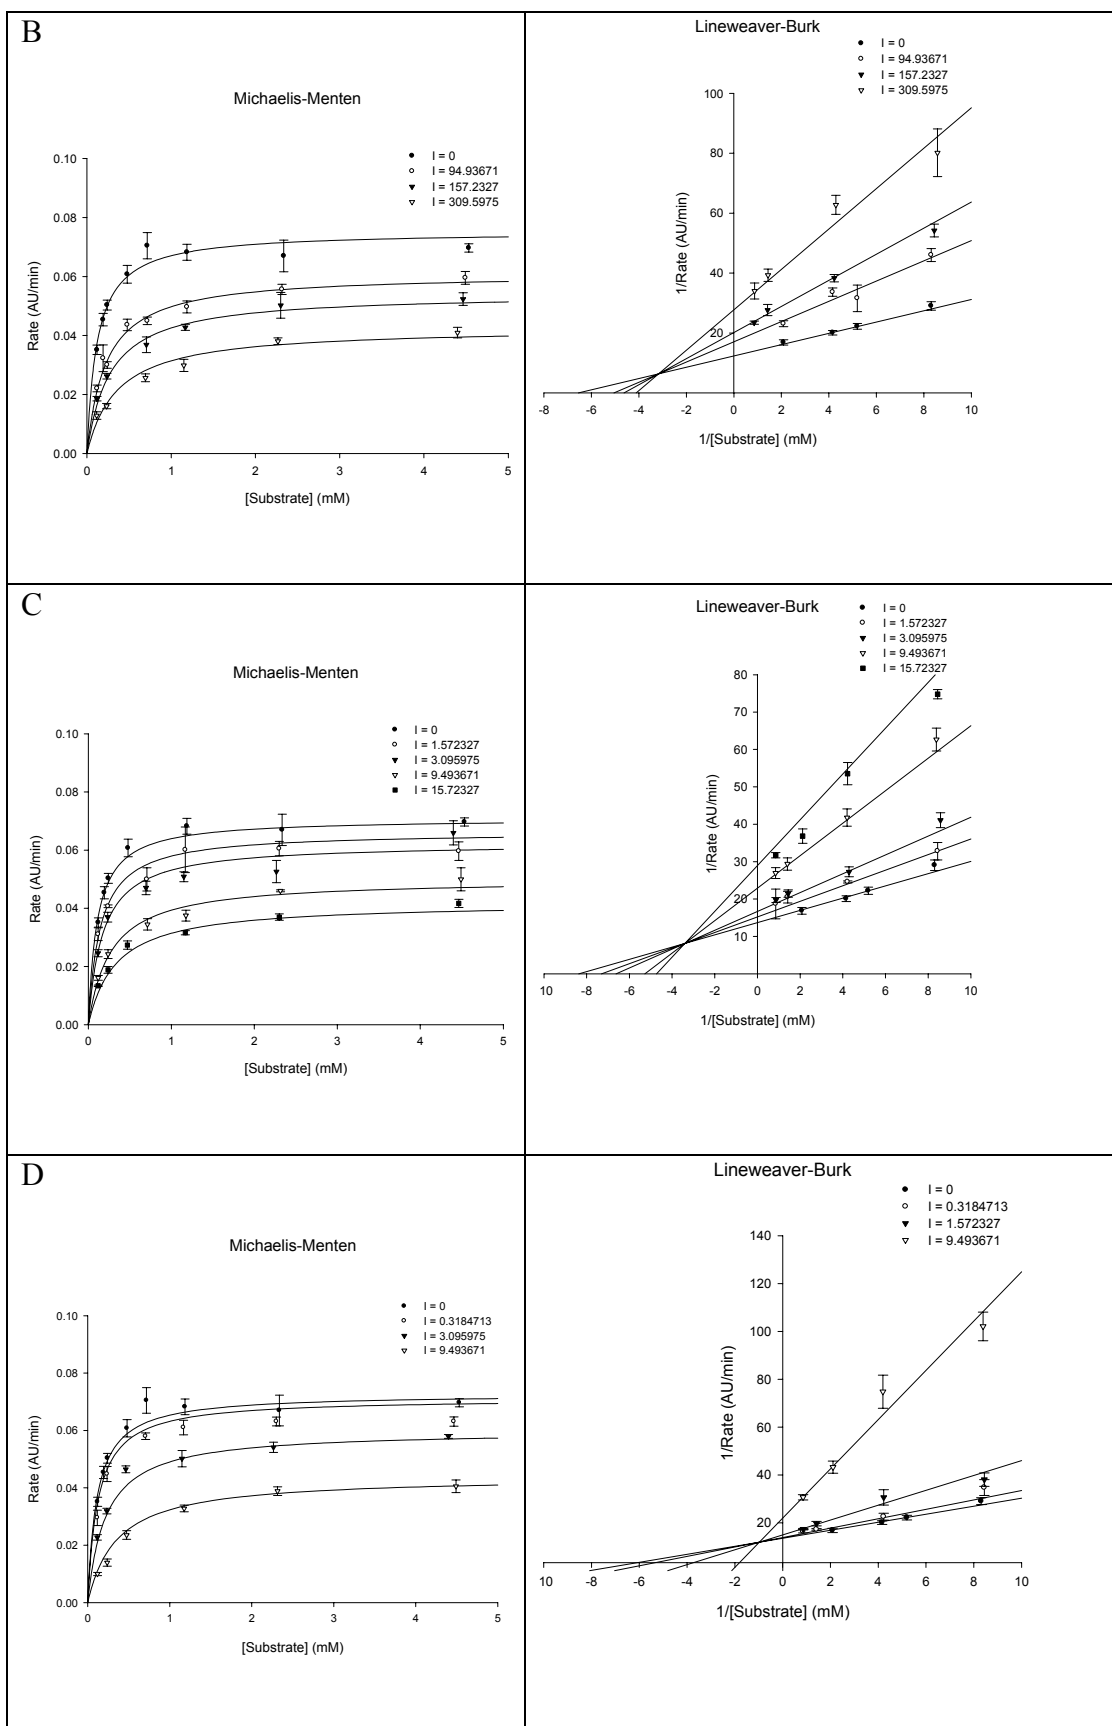 B
Michaelis-Menten
I = 0
I = 94.93671
I = 157.2327
I = 309.5975
Rate (AU/min)
0.10
0.08
0.06
0.04
0.02
0.00
0 1 2 3 4 5
[Substrate] (mM)
Lineweaver-Burk
I = 0
I = 94.93671
I = 157.2327
I = 309.5975
1/Rate (AU/min)
100
80
60
40
20
-8 -6 -4 -2 0 2 4 6 8 10
1/[Substrate] (mM)
C
Michaelis-Menten
I = 0
I = 1.572327
I = 3.095975
I = 9.493671
I = 15.72327
Rate (AU/min)
0.10
0.08
0.06
0.04
0.02
0.00
0 1 2 3 4 5
[Substrate] (mM)
Lineweaver-Burk
I = 0
I = 1.572327
I = 3.095975
I = 9.493671
I = 15.72327
1/Rate (AU/min)
80
70
60
50
40
30
20
10
10 -8 -6 -4 -2 0 2 4 6 8 10
1/[Substrate] (mM)
D
Michaelis-Menten
I = 0
I = 0.3184713
I = 3.095975
I = 9.493671
Rate (AU/min)
0.10
0.08
0.06
0.04
0.02
0.00
0 1 2 3 4 5
[Substrate] (mM)
Lineweaver-Burk
I = 0
I = 0.3184713
I = 1.572327
I = 9.493671
1/Rate (AU/min)
140
120
100
80
60
40
20
10 -8 -6 -4 -2 0 2 4 6 8 10
1/[Substrate] (mM)